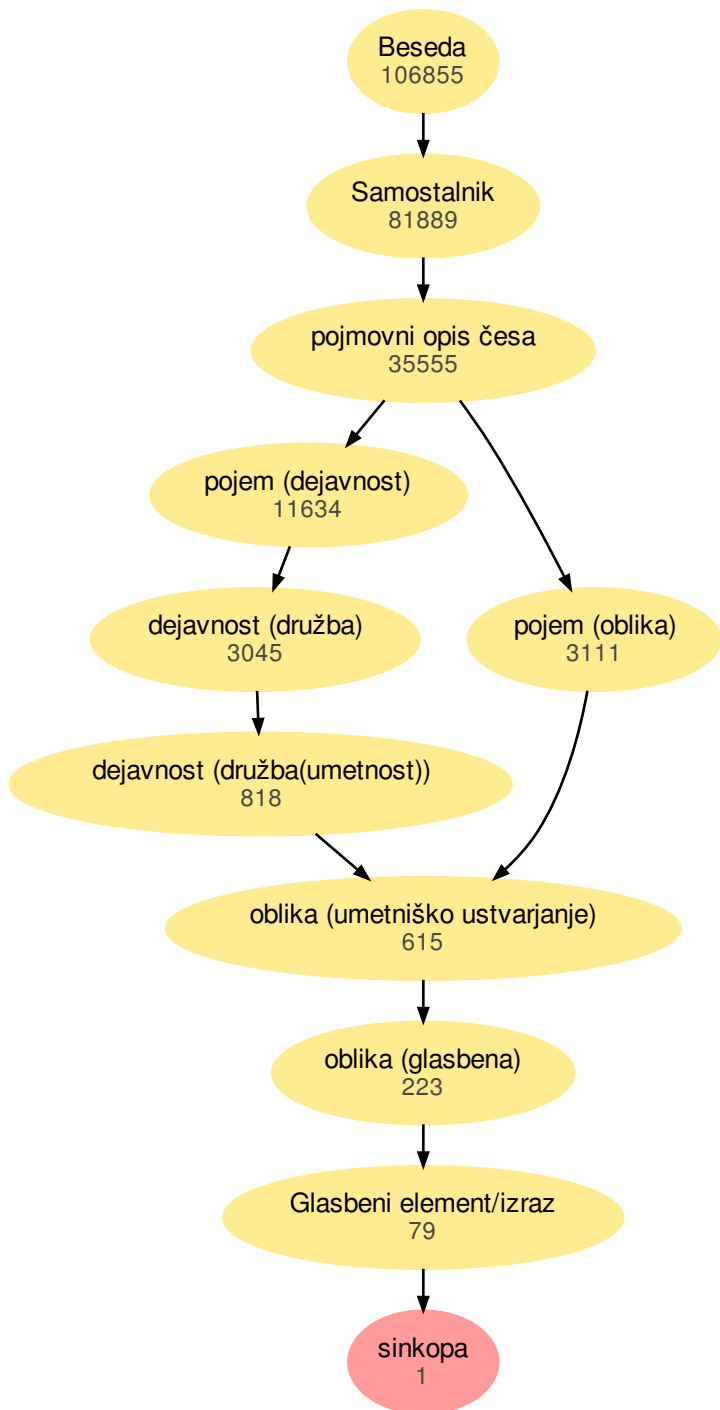 Beseda
106855
Samostalnik
81889
pojmovni opis česa
35555
pojem (dejavnost)
11634
dejavnost (družba)
3045
pojem (oblika)
3111
dejavnost (družba(umetnost))
818
oblika (umetniško ustvarjanje)
615
oblika (glasbena)
223
Glasbeni element/izraz
79
sinkopa
1